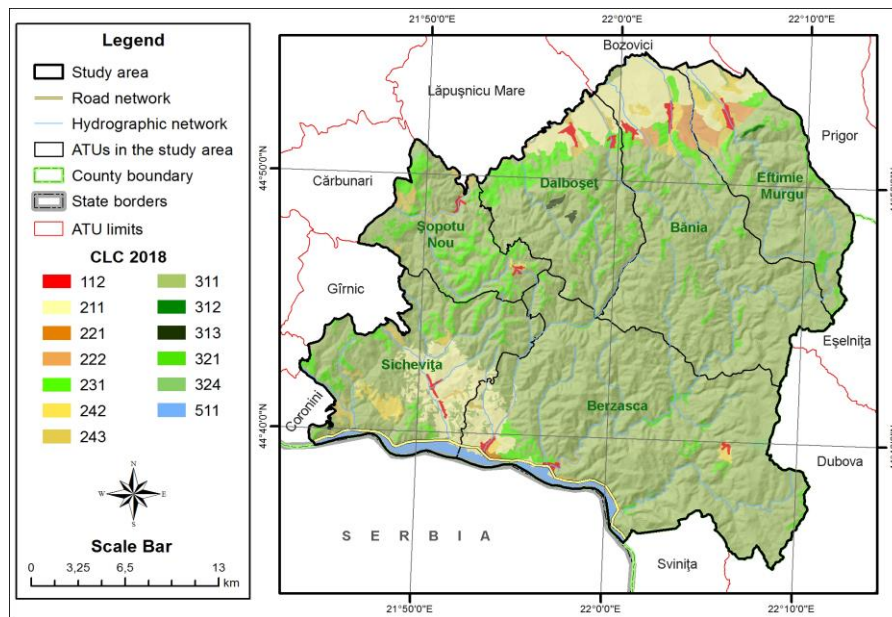 Legend
Study area
Road network
Hydrographic network
ATUs in the study area
County boundary
State borders
ATU limits
CLC 2018
112
211
221
222
231
242
243
311
312
313
321
324
511
N
W
E
S
Scale Bar
0
3,25
6,5
13
km
21°50'0"E
22°0'0"E
22°10'0"E
Bozovici
Lăpuşnicu Mare
Prigor
44°50'0"N
Cărbunari
Dalboşeţ
Eftimie
Murgu
Şopotu
Nou
Bănia
Gîrnic
Eşelniţa
Sicheviţa
Coronini
Berzasca
44°40'0"N
Dubova
SERBIA
Sviniţa
21°50'0"E
22°0'0"E
22°10'0"E